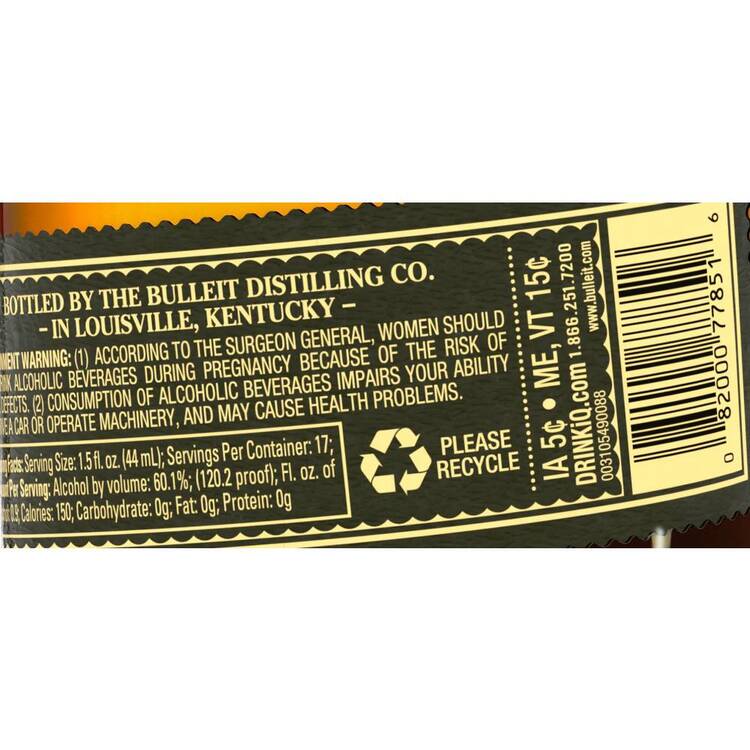 BOTTLED BY THE BULLEIT DISTILLING CO.
- IN LOUISVILLE, KENTUCKY -
WARNING: (1) ACCORDING TO THE SURGEON GENERAL, WOMEN SHOULD
ALCOHOLIC BEVERAGES DURING PREGNANCY BECAUSE OF THE RISK OF
(2) CONSUMPTION OF ALCOHOLIC BEVERAGES IMPAIRS YOUR ABILITY
A CAR OR OPERATE MACHINERY, AND MAY CAUSE HEALTH PROBLEMS.
Facts: Serving Size: 1.5 fl. oz. (44 mL); Servings Per Container: 17;
Per Serving: Alcohol by volume: 60.1%; (120.2 proof); Fl. oz. of
0.9; Calories: 150; Carbohydrate: 0g; Fat: 0g; Protein: 0g
PLEASE
RECYCLE
IA 5¢ • ME, VT 15¢
DRINKiQ.com 1.866.251.7200
www.bulleit.com
003105490088
0 82000 77851 6